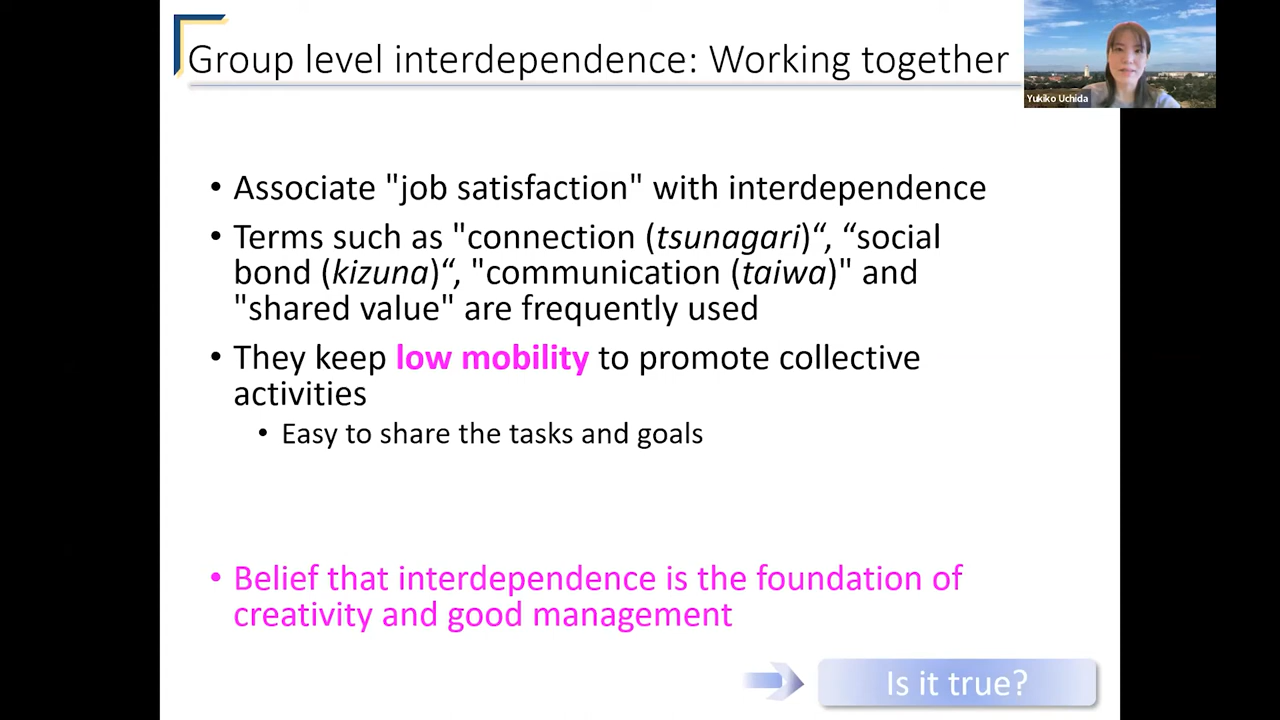 Group level interdependence: Working together
Yukiko Uchida
• Associate "job satisfaction" with interdependence
• Terms such as "connection (tsunagari)“, “social
bond (kizuna)“, "communication (taiwa)" and
"shared value" are frequently used
• They keep low mobility to promote collective
activities
• Easy to share the tasks and goals
• Belief that interdependence is the foundation of
creativity and good management
Is it true?